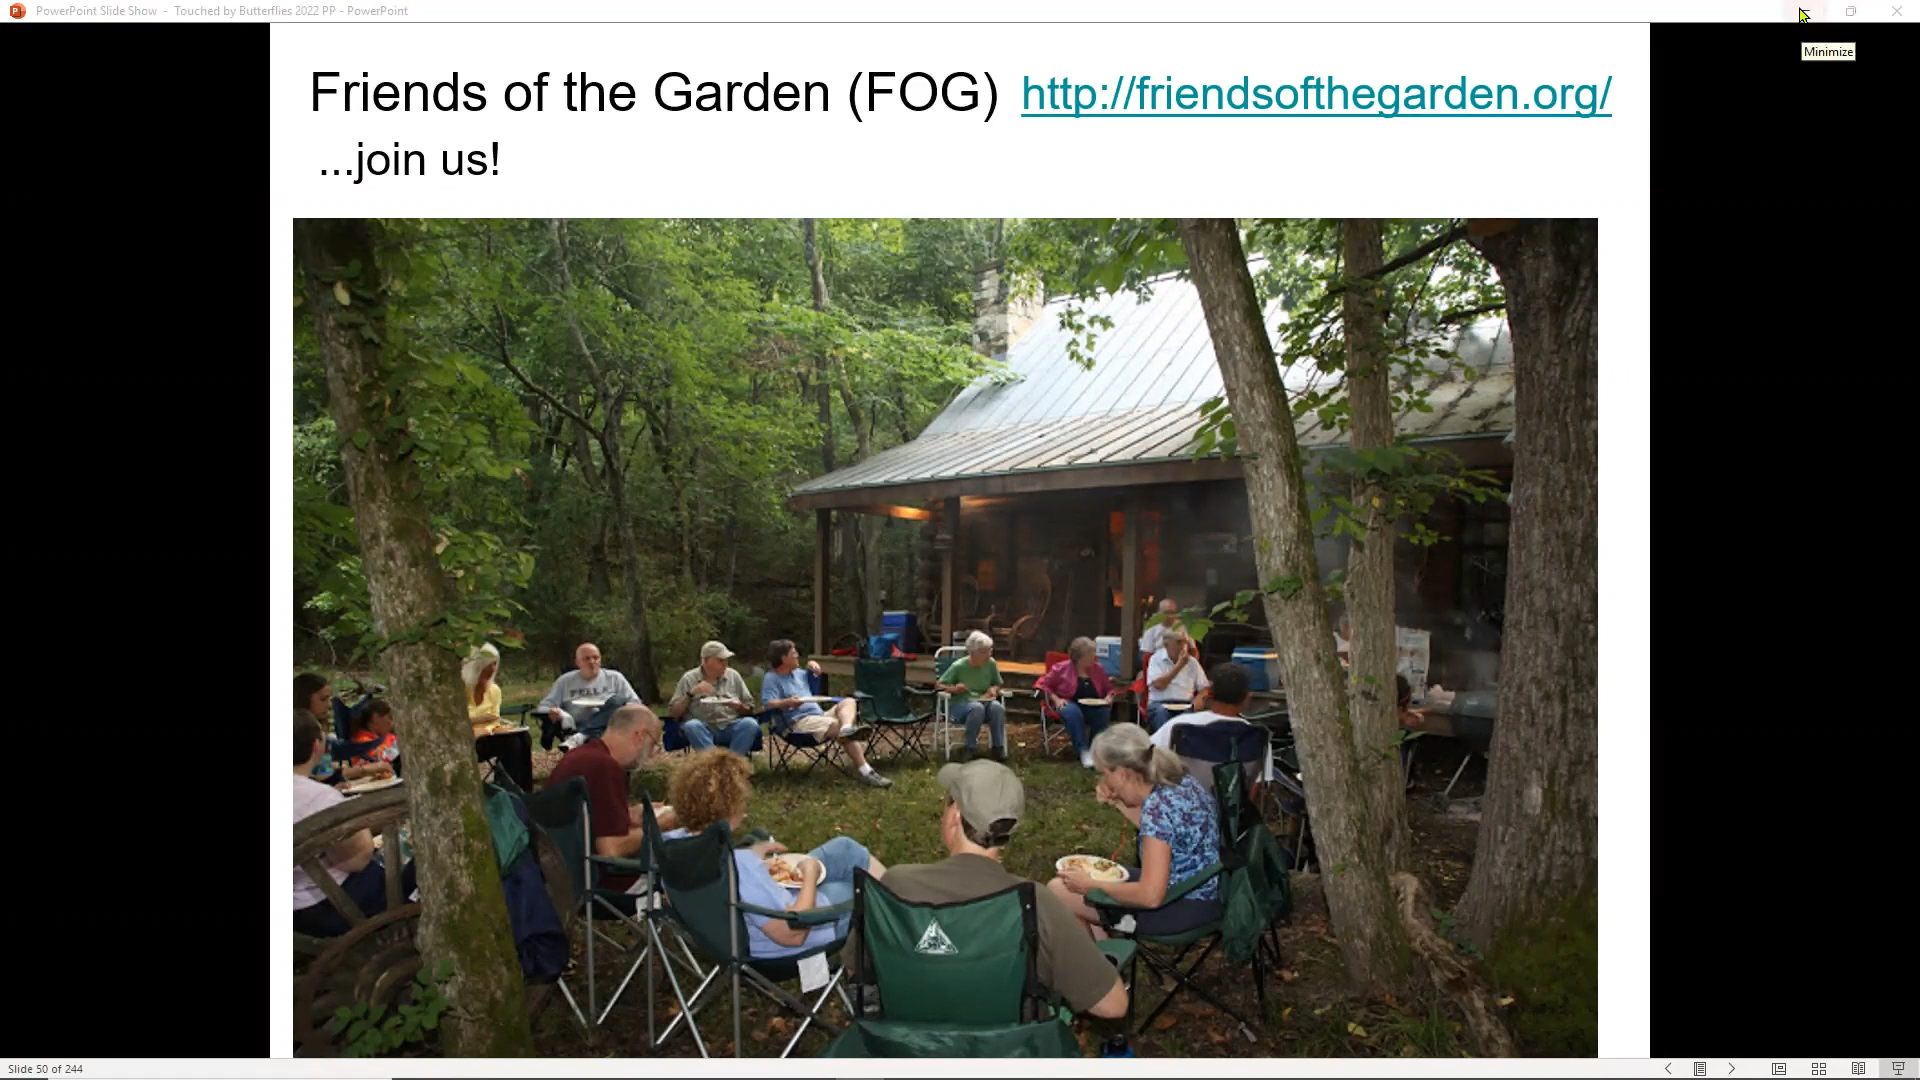 PowerPoint Slide Show - Touched by Butterflies 2022 PP - PowerPoint
Minimize
Friends of the Garden (FOG) http://friendsofthegarden.org/
...join us!
PELLA
Slide 50 of 244